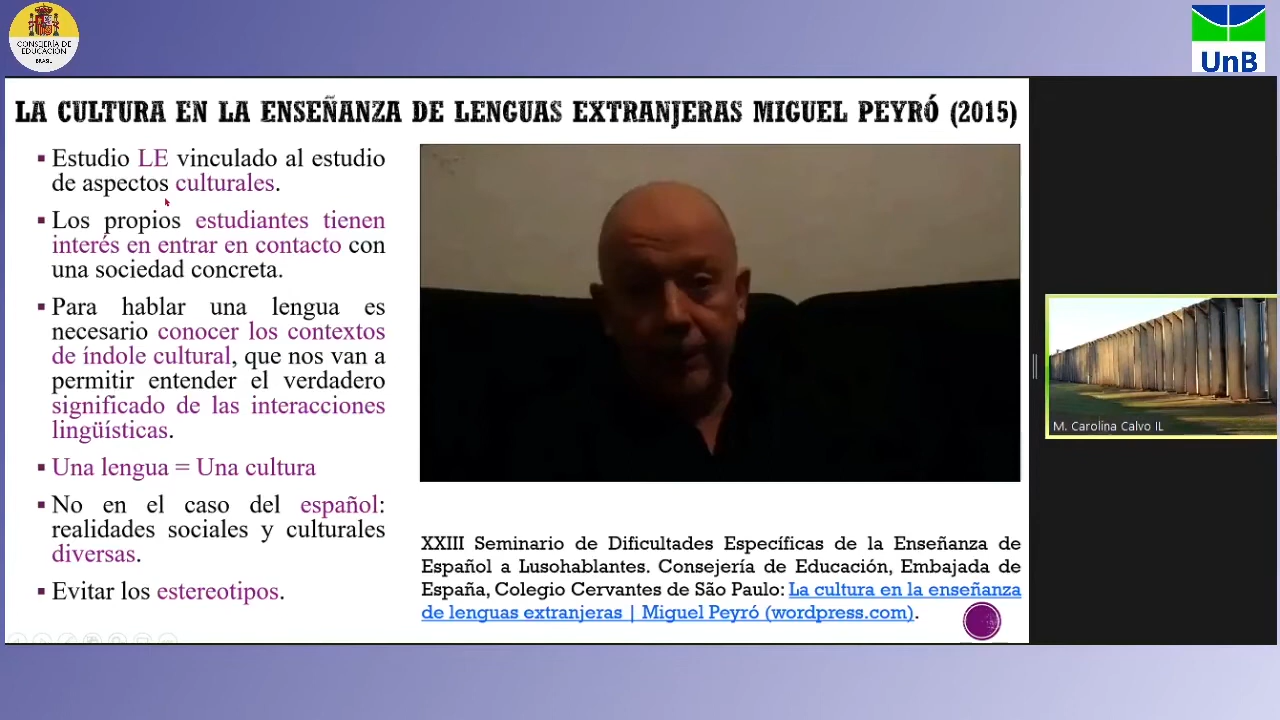 CONSEJERÍA DE
EDUCACIÓN
BRASIL
UnB
LA CULTURA EN LA ENSEÑANZA DE LENGUAS EXTRANJERAS MIGUEL PEYRÓ (2015)
▪ Estudio LE vinculado al estudio
de aspectos culturales.
▪ Los propios estudiantes tienen
interés en entrar en contacto con
una sociedad concreta.
▪ Para hablar una lengua es
necesario conocer los contextos
de índole cultural, que nos van a
permitir entender el verdadero
significado de las interacciones
lingüísticas.
▪ Una lengua = Una cultura
▪ No en el caso del español:
realidades sociales y culturales
diversas.
▪ Evitar los estereotipos.
XXIII Seminario de Dificultades Específicas de la Enseñanza de
Español a Lusohablantes. Consejería de Educación, Embajada de
España, Colegio Cervantes de São Paulo: La cultura en la enseñanza
de lenguas extranjeras | Miguel Peyró (wordpress.com).
M. Carolina Calvo IL